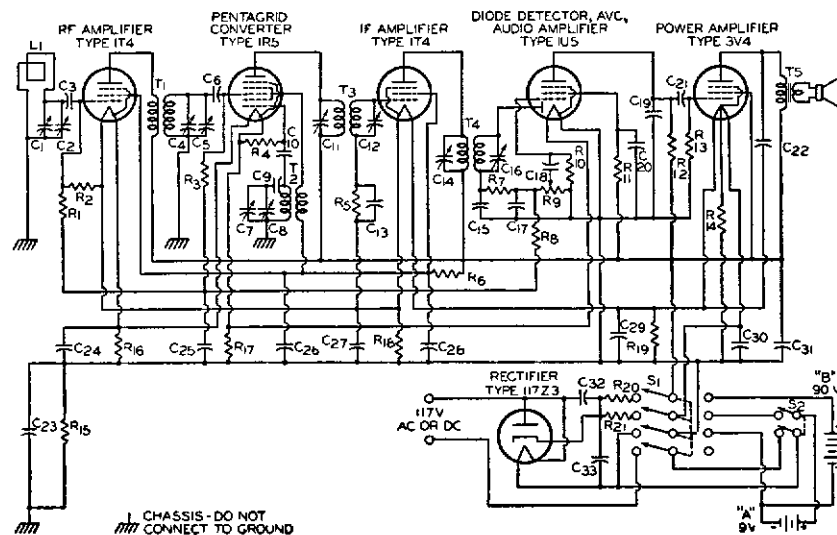 RF AMPLIFIER
TYPE 1T4
PENTAGRID
CONVERTER
TYPE 1R5
IF AMPLIFIER
TYPE 1T4
DIODE DETECTOR, AVC,
AUDIO AMPLIFIER
TYPE 1U5
POWER AMPLIFIER
TYPE 3V4
L1
C3
T1
C6
T3
T4
C19
C21
T5
C1
C2
C4
C5
R4
C10
C11
C12
C14
C16
C18
R10
R11
C20
R12
R13
C22
R2
R1
R3
C9
T2
C7
C8
R5
C13
R7
R9
C15
C17
R8
R14
R6
C24
R16
C25
R17
C26
C27
R18
C26
C29
R19
C30
C31
C23
R15
RECTIFIER
TYPE 117Z3
117V
AC OR DC
C32
R20
S1
R21
C33
S2
"B"
90 V
"A"
9V
CHASSIS - DO NOT
CONNECT TO GROUND